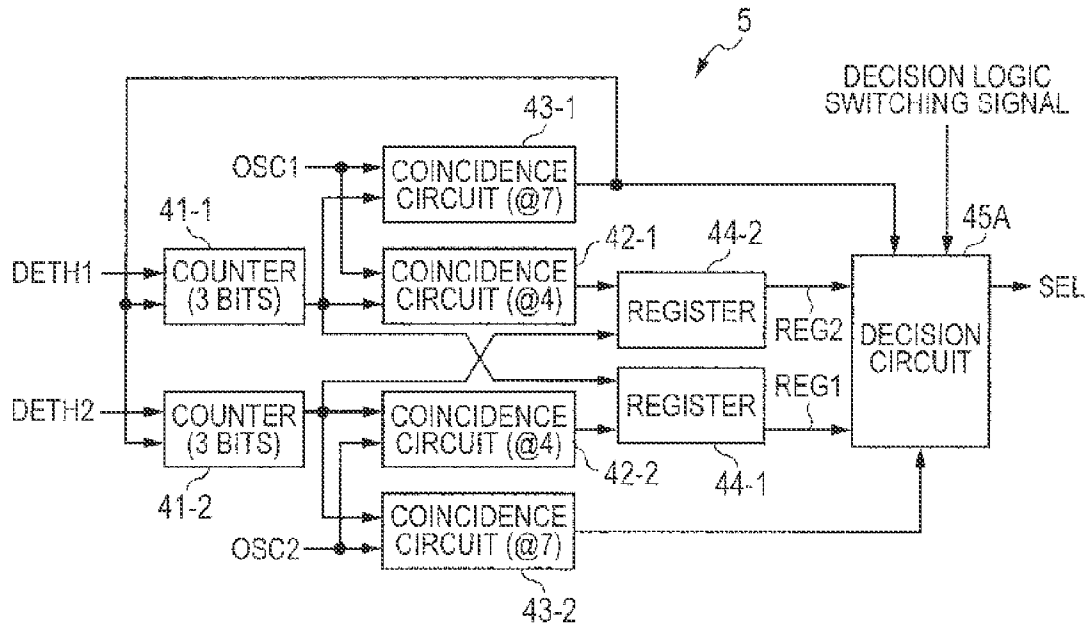 5
DECISION LOGIC
SWITCHING SIGNAL
43-1
OSC1
COINCIDENCE
CIRCUIT (@7)
41-1
42-1
44-2
45A
DETH1
COUNTER
(3 BITS)
COINCIDENCE
CIRCUIT (@4)
REGISTER
REG2
DECISION
CIRCUIT
SEL
DETH2
COUNTER
(3 BITS)
COINCIDENCE
CIRCUIT (@4)
REGISTER
REG1
41-2
42-2
44-1
OSC2
COINCIDENCE
CIRCUIT (@7)
43-2